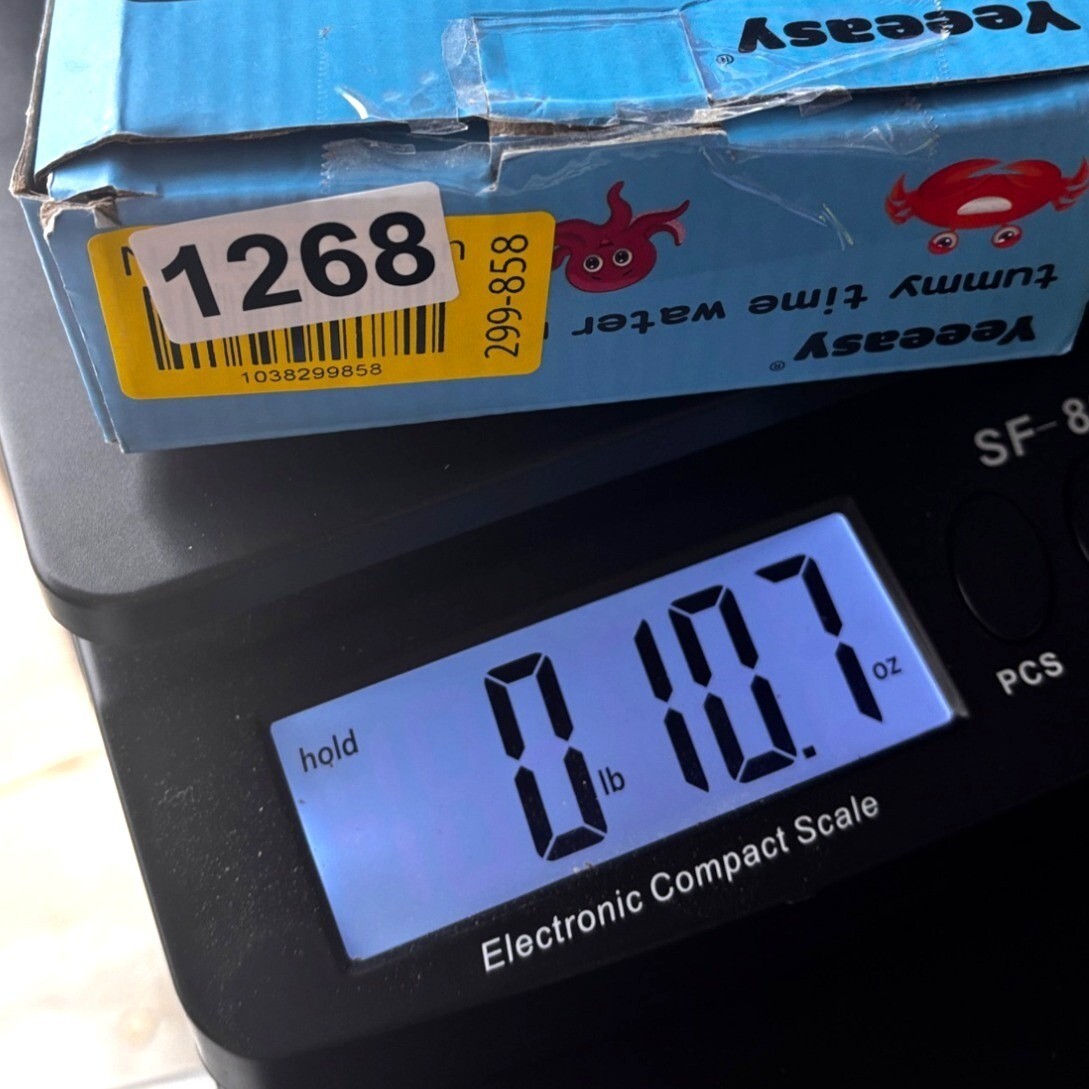 Yeeeasy®
1268
299-858
1038299858
tummy time water
Yeeeasy®
SF-8
hold
0 lb 10.7 oz
PCS
Electronic Compact Scale